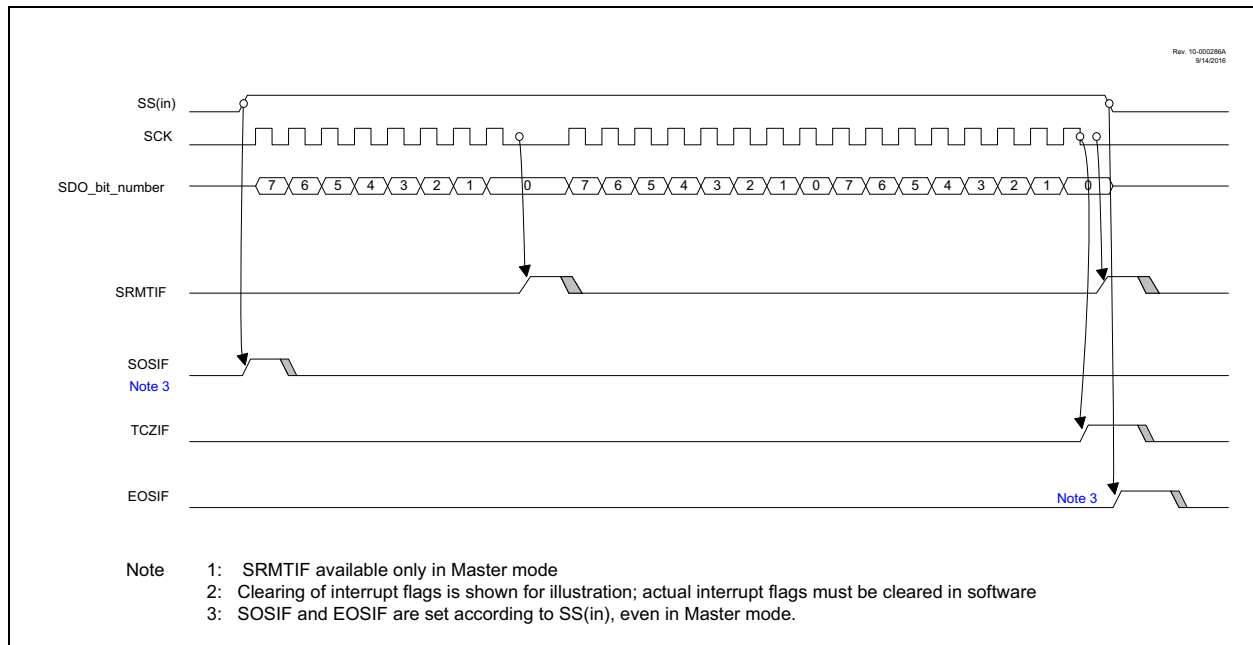 Rev. 10-000286A
9/14/2016
SS(in)
SCK
SDO_bit_number
7 6 5 4 3 2 1 0 7 6 5 4 3 2 1 0 7 6 5 4 3 2 1 0
SRMTIF
SOSIF
Note 3
TCZIF
EOSIF
Note 3
Note 1: SRMTIF available only in Master mode
2: Clearing of interrupt flags is shown for illustration; actual interrupt flags must be cleared in software
3: SOSIF and EOSIF are set according to SS(in), even in Master mode.